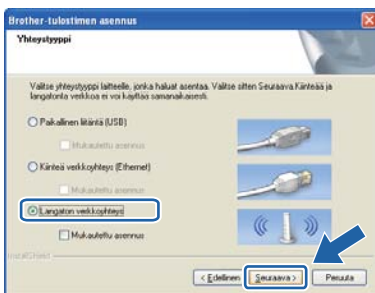 Brother-tulostimen asennus
Yhteystyyppi
Valitse yhteystyyppi laitteelle, jonka haluat asentaa. Valitse sitten Seuraava.Kiinteää ja
langatonta verkkoa ei voi käyttää samanaikaisesti.
Paikallinen liitäntä (USB)
Mukautettu asennus
Kiinteä verkkoyhteys (Ethernet)
Mukautettu asennus
Langaton verkkoyhteys
Mukautettu asennus
InstallShield
< Edellinen Seuraava > Peruuta